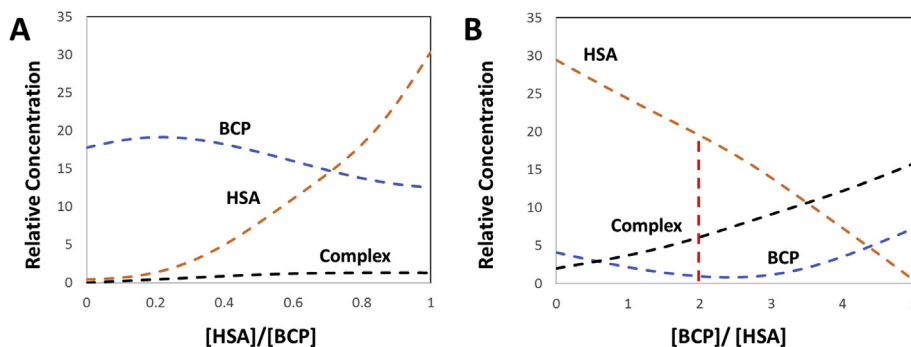 A
Relative Concentration
35
30
25
20
15
10
5
0
BCP
HSA
Complex
0 0.2 0.4 0.6 0.8 1
[HSA]/[BCP]
B
Relative Concentration
35
30
25
20
15
10
5
0
HSA
Complex
BCP
0 1 2 3 4
[BCP]/ [HSA]